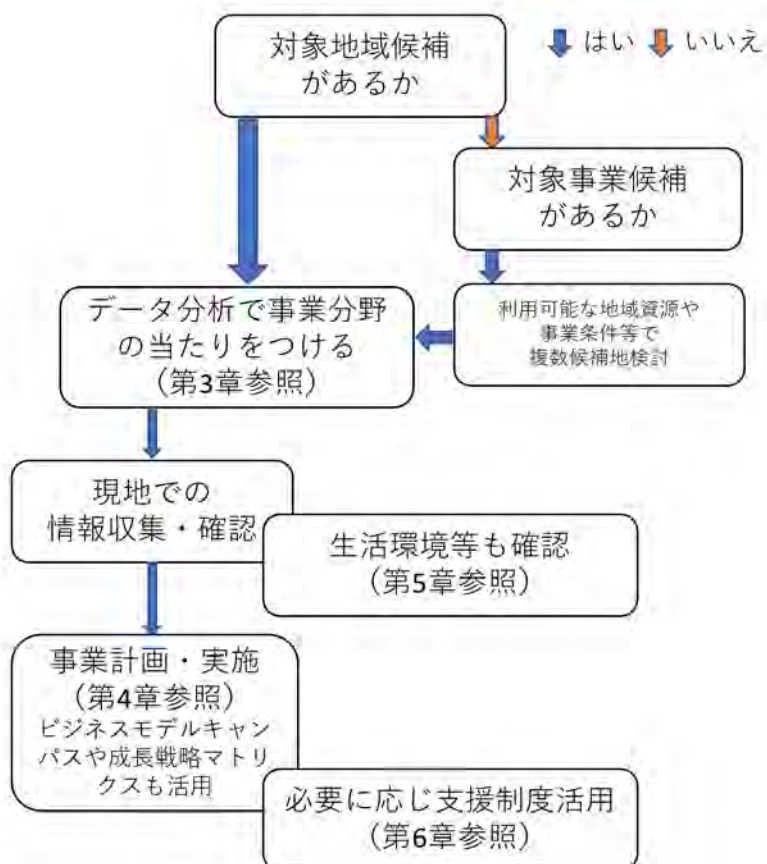 対象地域候補
があるか
はい
いいえ
対象事業候補
があるか
利用可能な地域資源や
事業条件等で
複数候補地検討
データ分析で事業分野
の当たりをつける
（第3章参照）
現地での
情報収集・確認
生活環境等も確認
（第5章参照）
事業計画・実施
（第4章参照）
ビジネスモデルキャン
パスや成長戦略マトリ
クスも活用
必要に応じ支援制度活用
（第6章参照）